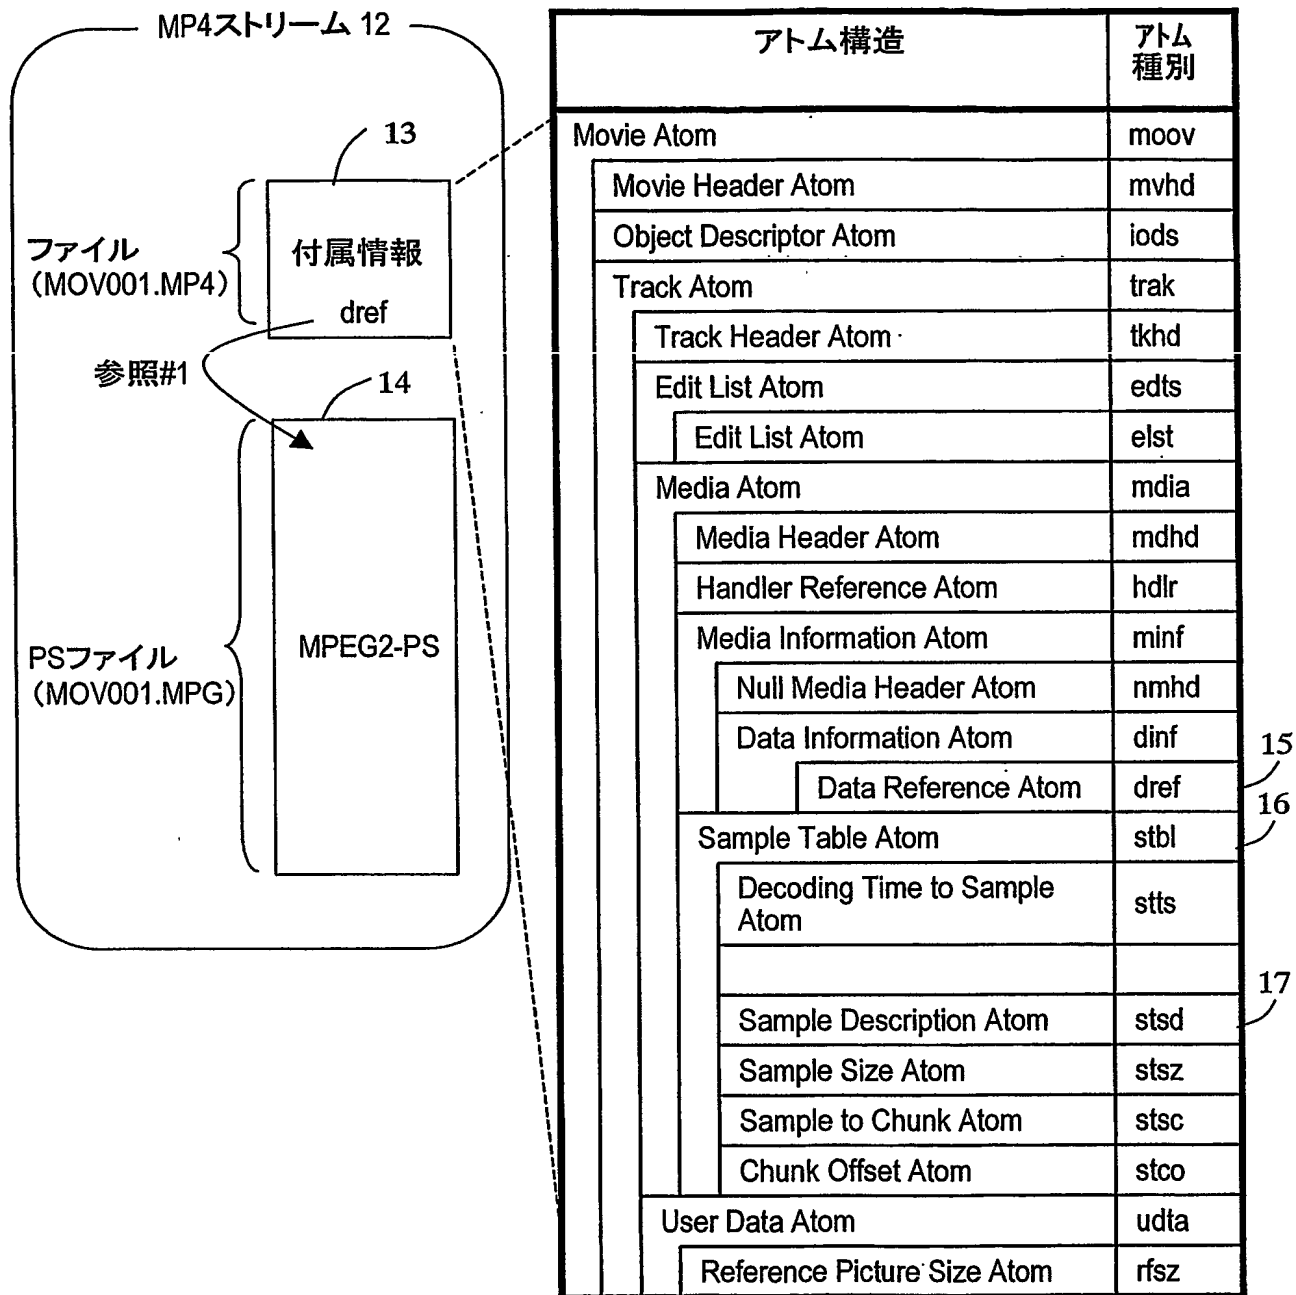 MP4ストリーム 12
13
ファイル
（MOV001.MP4）
付属情報
dref
参照#1
14
PSファイル
（MOV001.MPG）
MPEG2-PS
アトム構造
アトム
種別
Movie Atom moov
Movie Header Atom mvhd
Object Descriptor Atom iods
Track Atom trak
Track Header Atom tkhd
Edit List Atom edts
Edit List Atom elst
Media Atom mdia
Media Header Atom mdhd
Handler Reference Atom hdlr
Media Information Atom minf
Null Media Header Atom nmhd
Data Information Atom dinf
Data Reference Atom dref 15
Sample Table Atom stbl 16
Decoding Time to Sample
Atom stts
Sample Description Atom stsd 17
Sample Size Atom stsz
Sample to Chunk Atom stsc
Chunk Offset Atom stco
User Data Atom udta
Reference Picture Size Atom rfsz